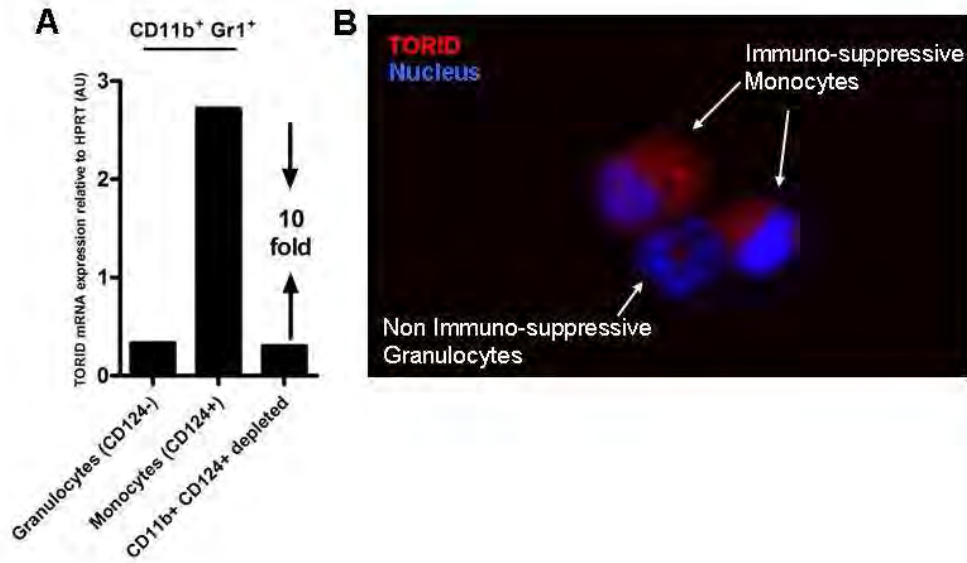 A
CD11b+ Gr1+
TORID mRNA expression relative to HPRT (AU)
3
2
1
0
10
fold
Granulocytes (CD124-)
Monocytes (CD124+)
CD11b+ CD124+ depleted
B
TORID
Nucleus
Immuno-suppressive
Monocytes
Non Immuno-suppressive
Granulocytes